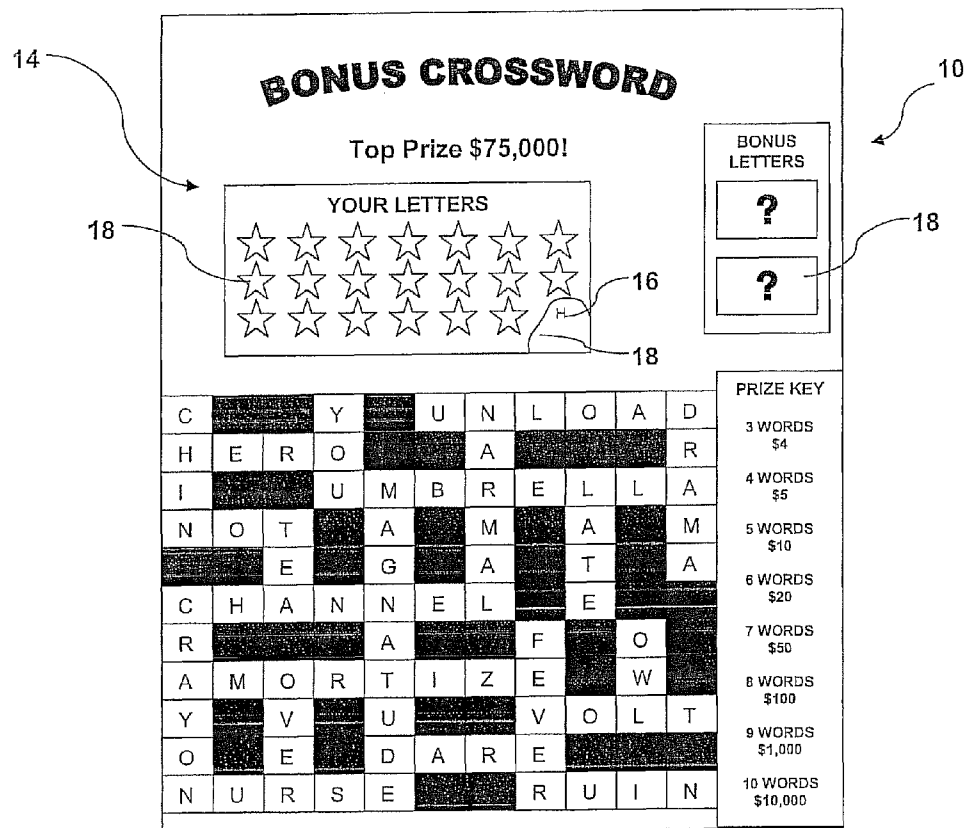 14
10
BONUS CROSSWORD
Top Prize $75,000!
BONUS
LETTERS
?
?
18
YOUR LETTERS
18
16
H
18
C Y U N L O A D
H E R O A R
I U M B R E L L A
N O T A M A M
E G A T A
C H A N N E L E
R A F O
A M O R T I Z E W
Y V U V O L T
O E D A R E
N U R S E R U I N
PRIZE KEY
3 WORDS
$4
4 WORDS
$5
5 WORDS
$10
6 WORDS
$20
7 WORDS
$50
8 WORDS
$100
9 WORDS
$1,000
10 WORDS
$10,000